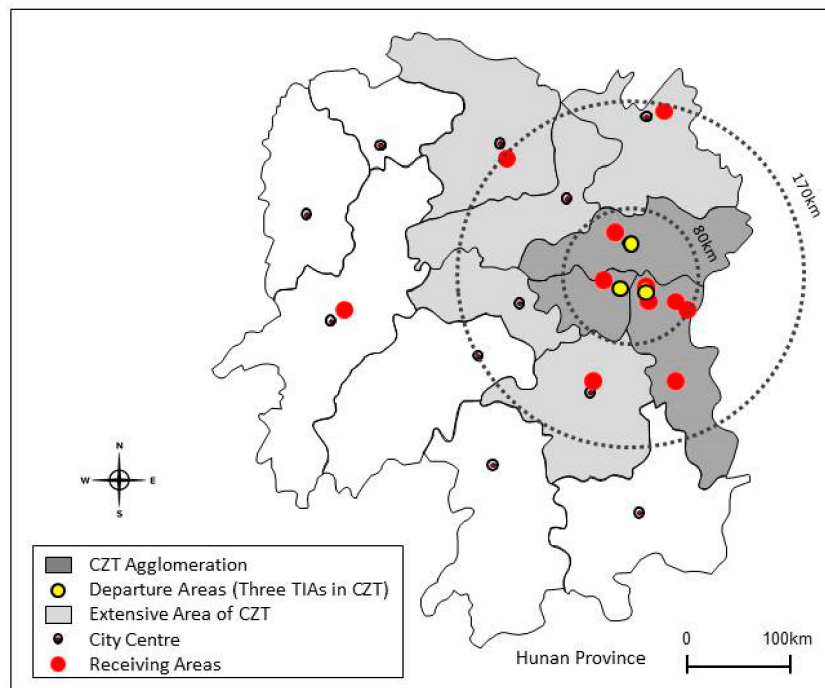 170km
80km
N
W E
S
CZT Agglomeration
Departure Areas (Three TIAs in CZT)
Extensive Area of CZT
City Centre
Receiving Areas
Hunan Province
0 100km